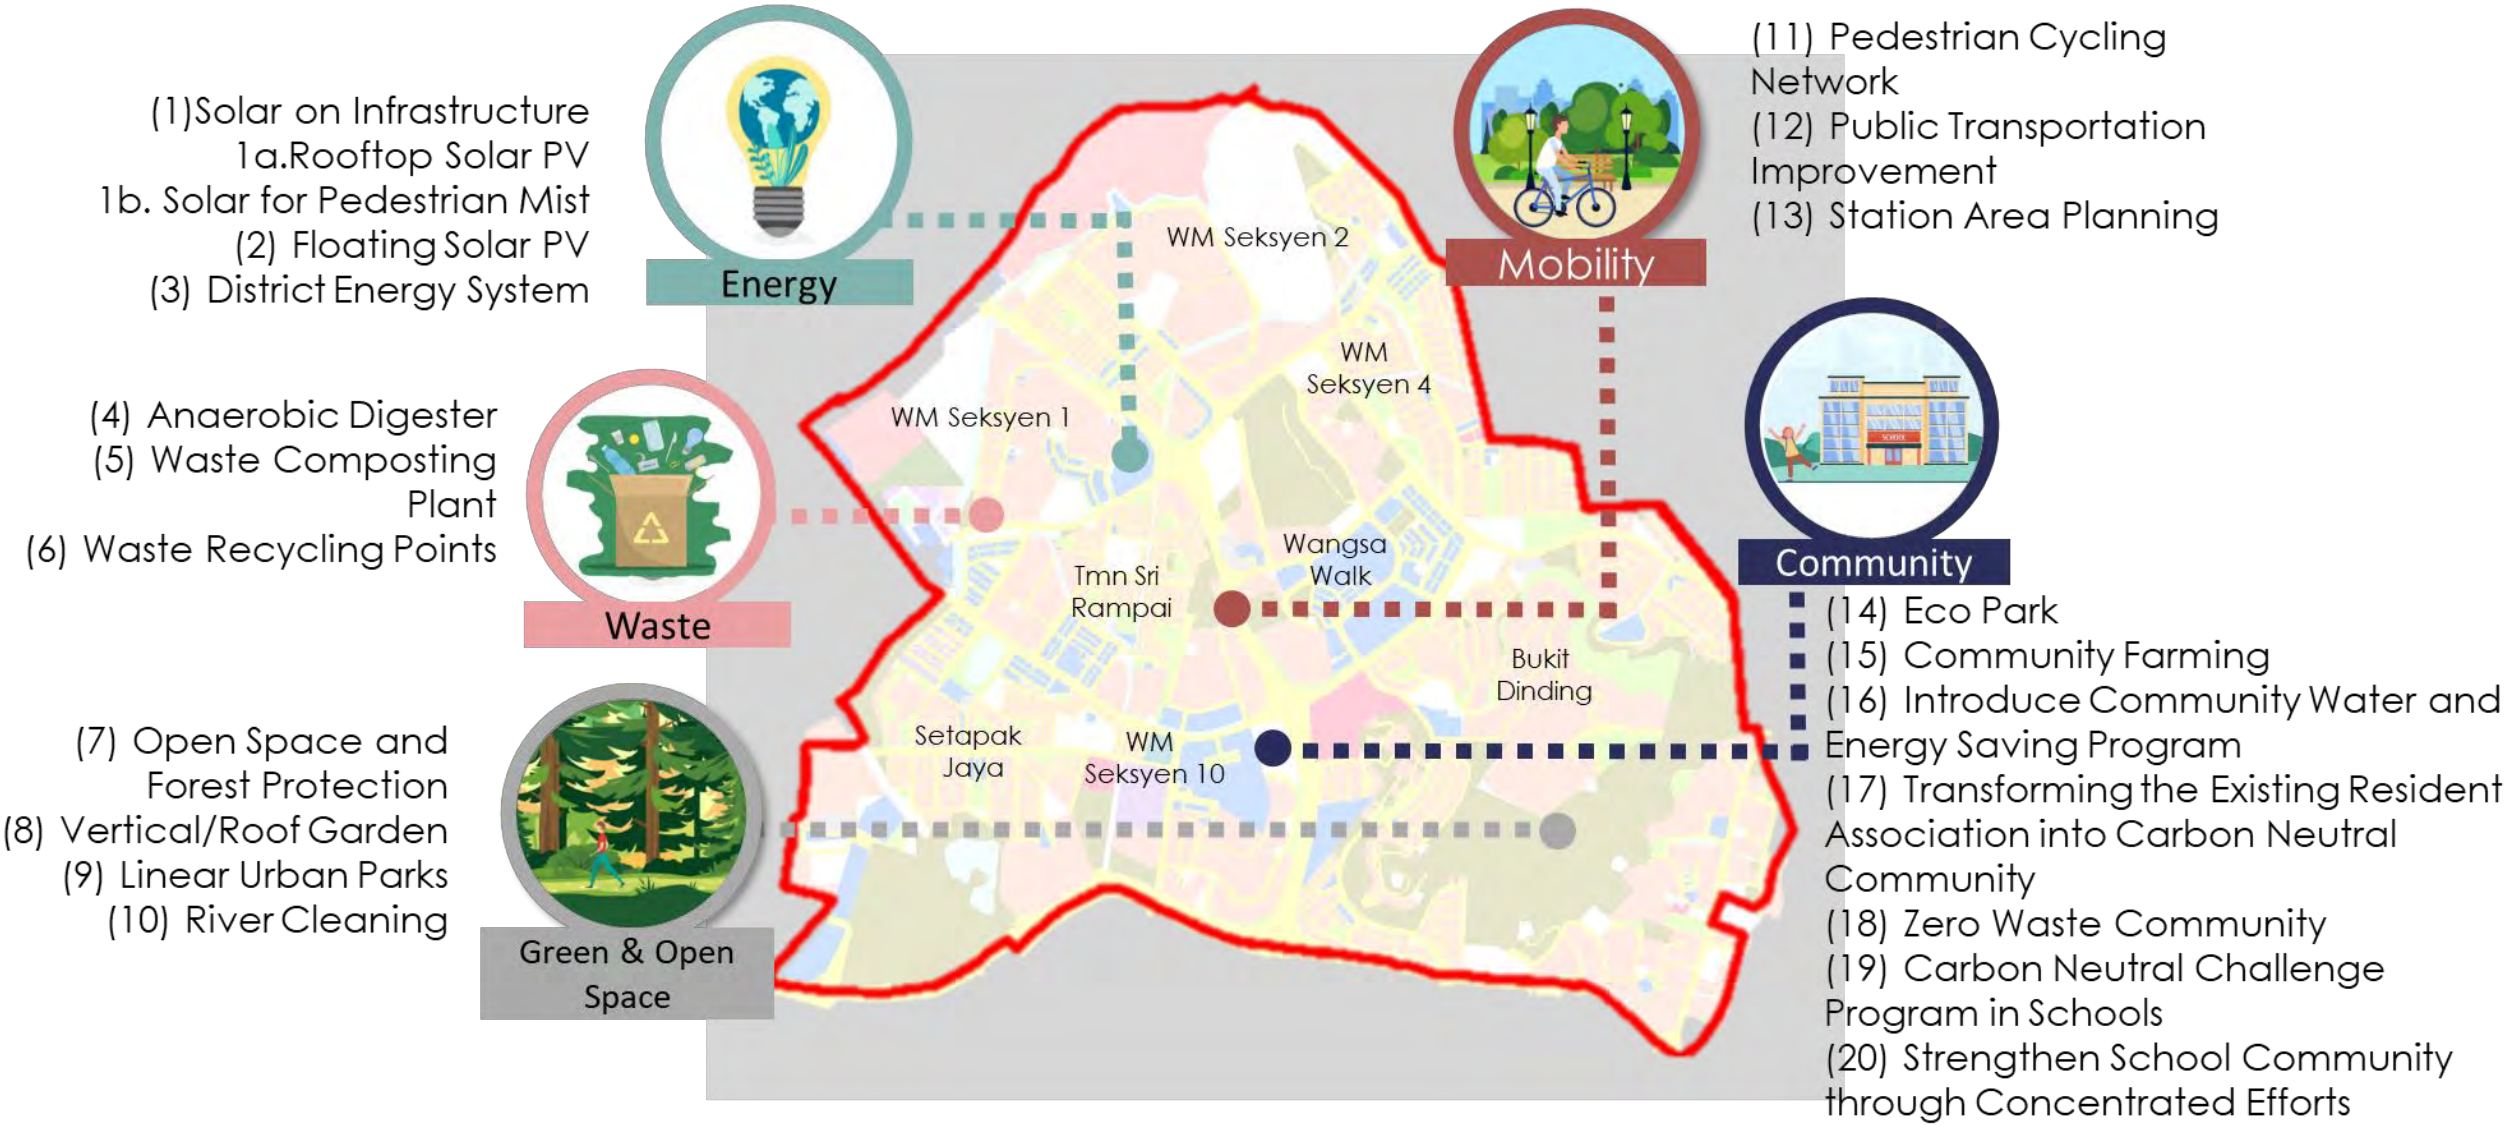 (1)Solar on Infrastructure
1a.Rooftop Solar PV
1b. Solar for Pedestrian Mist
(2) Floating Solar PV
(3) District Energy System
Energy
(4) Anaerobic Digester
(5) Waste Composting
Plant
(6) Waste Recycling Points
Waste
(7) Open Space and
Forest Protection
(8) Vertical/Roof Garden
(9) Linear Urban Parks
(10) River Cleaning
Green & Open
Space
WM Seksyen 2
WM
Seksyen 4
WM Seksyen 1
Wangsa
Walk
Tmn Sri
Rampai
Bukit
Dinding
Setapak
Jaya
WM
Seksyen 10
(11) Pedestrian Cycling
Network
(12) Public Transportation
Improvement
(13) Station Area Planning
Mobility
SCHOOL
Community
(14) Eco Park
(15) Community Farming
(16) Introduce Community Water and
Energy Saving Program
(17) Transforming the Existing Resident
Association into Carbon Neutral
Community
(18) Zero Waste Community
(19) Carbon Neutral Challenge
Program in Schools
(20) Strengthen School Community
through Concentrated Efforts